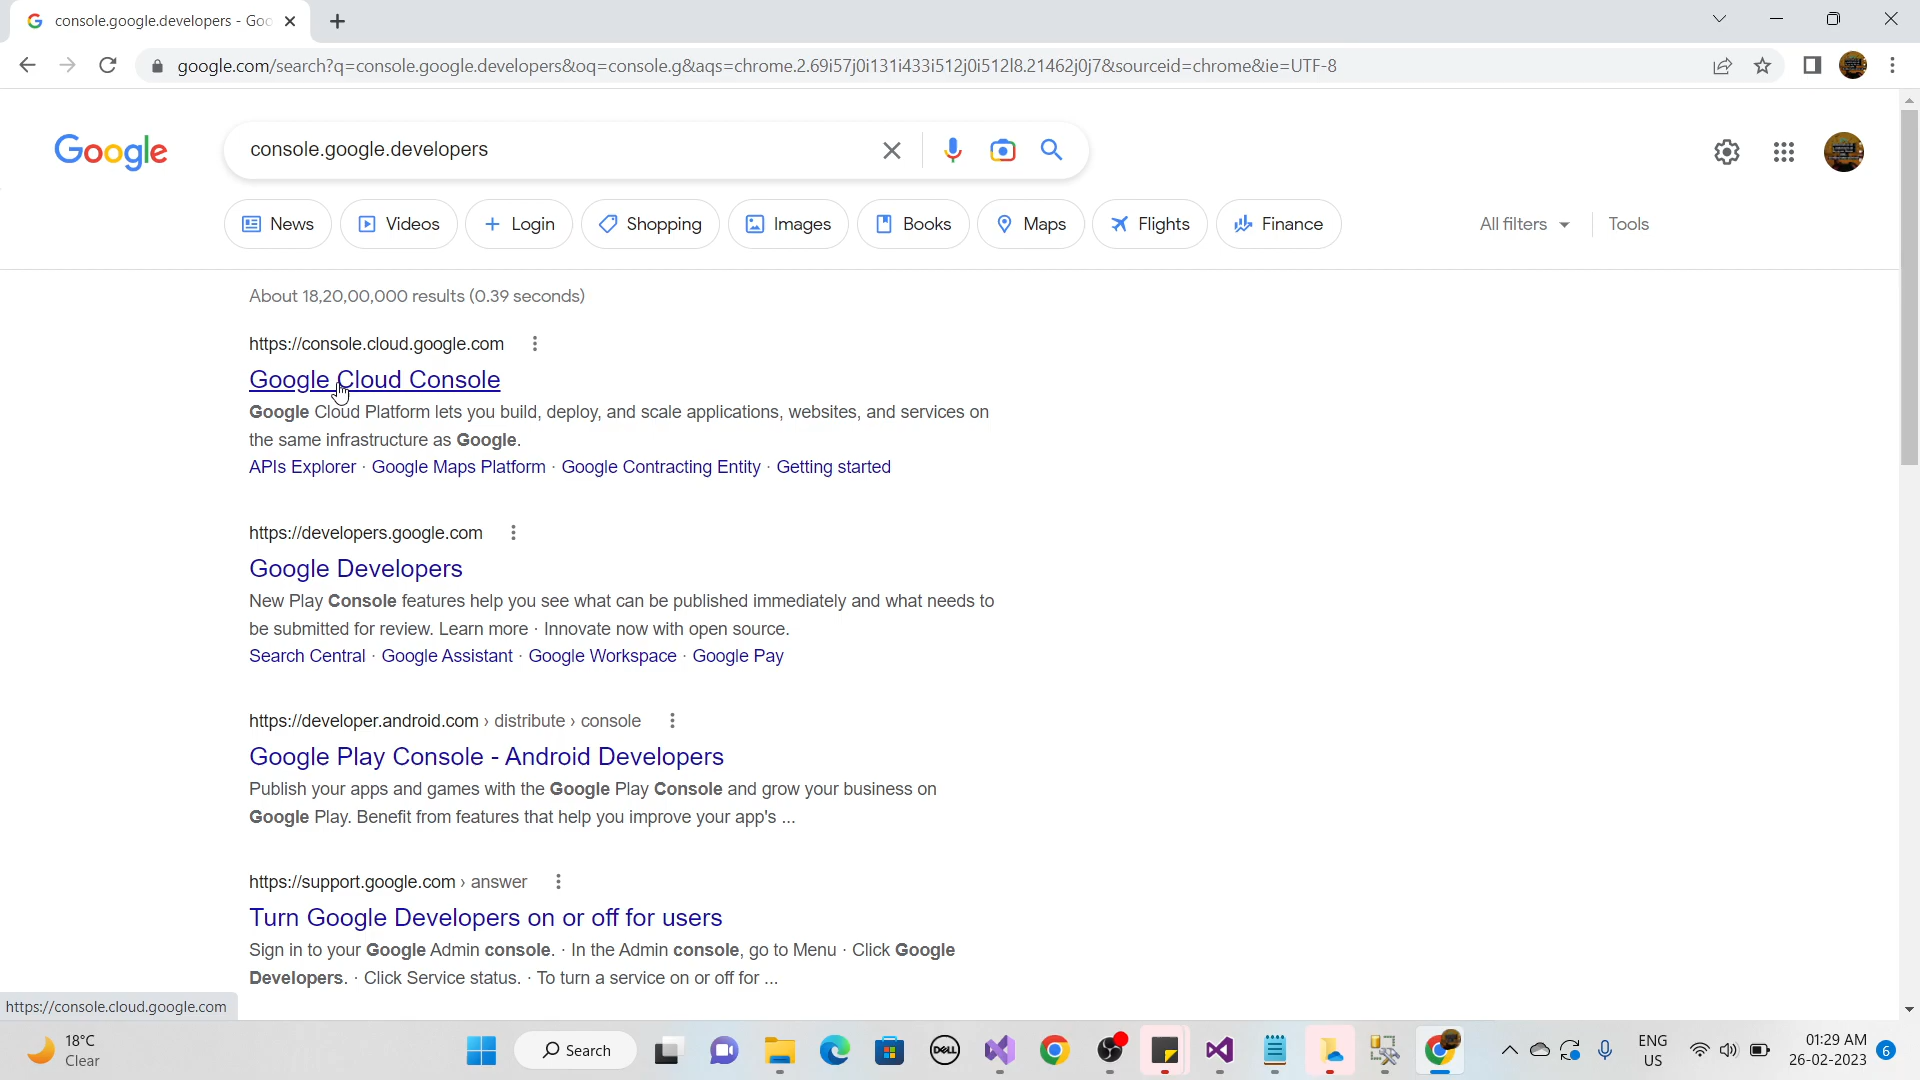 console.google.developers - Goo
google.com/search?q=console.google.developers&oq=console.g&aqs=chrome.2.69i57j0i131i433i512j0i512l8.21462j0j7&sourceid=chrome&ie=UTF-8
Google
console.google.developers
News
Videos
Login
Shopping
Images
Books
Maps
Flights
Finance
All filters
Tools
About 18,20,00,000 results (0.39 seconds)
https://console.cloud.google.com
Google Cloud Console
Google Cloud Platform lets you build, deploy, and scale applications, websites, and services on
the same infrastructure as Google.
APIs Explorer · Google Maps Platform · Google Contracting Entity · Getting started
https://developers.google.com
Google Developers
New Play Console features help you see what can be published immediately and what needs to
be submitted for review. Learn more · Innovate now with open source.
Search Central · Google Assistant · Google Workspace · Google Pay
https://developer.android.com › distribute › console
Google Play Console - Android Developers
Publish your apps and games with the Google Play Console and grow your business on
Google Play. Benefit from features that help you improve your app's ...
https://support.google.com › answer
Turn Google Developers on or off for users
Sign in to your Google Admin console. · In the Admin console, go to Menu · Click Google
Developers. · Click Service status. · To turn a service on or off for ...
https://console.cloud.google.com
18°C
Clear
Search
DELL
ENG
US
01:29 AM
26-02-2023
6